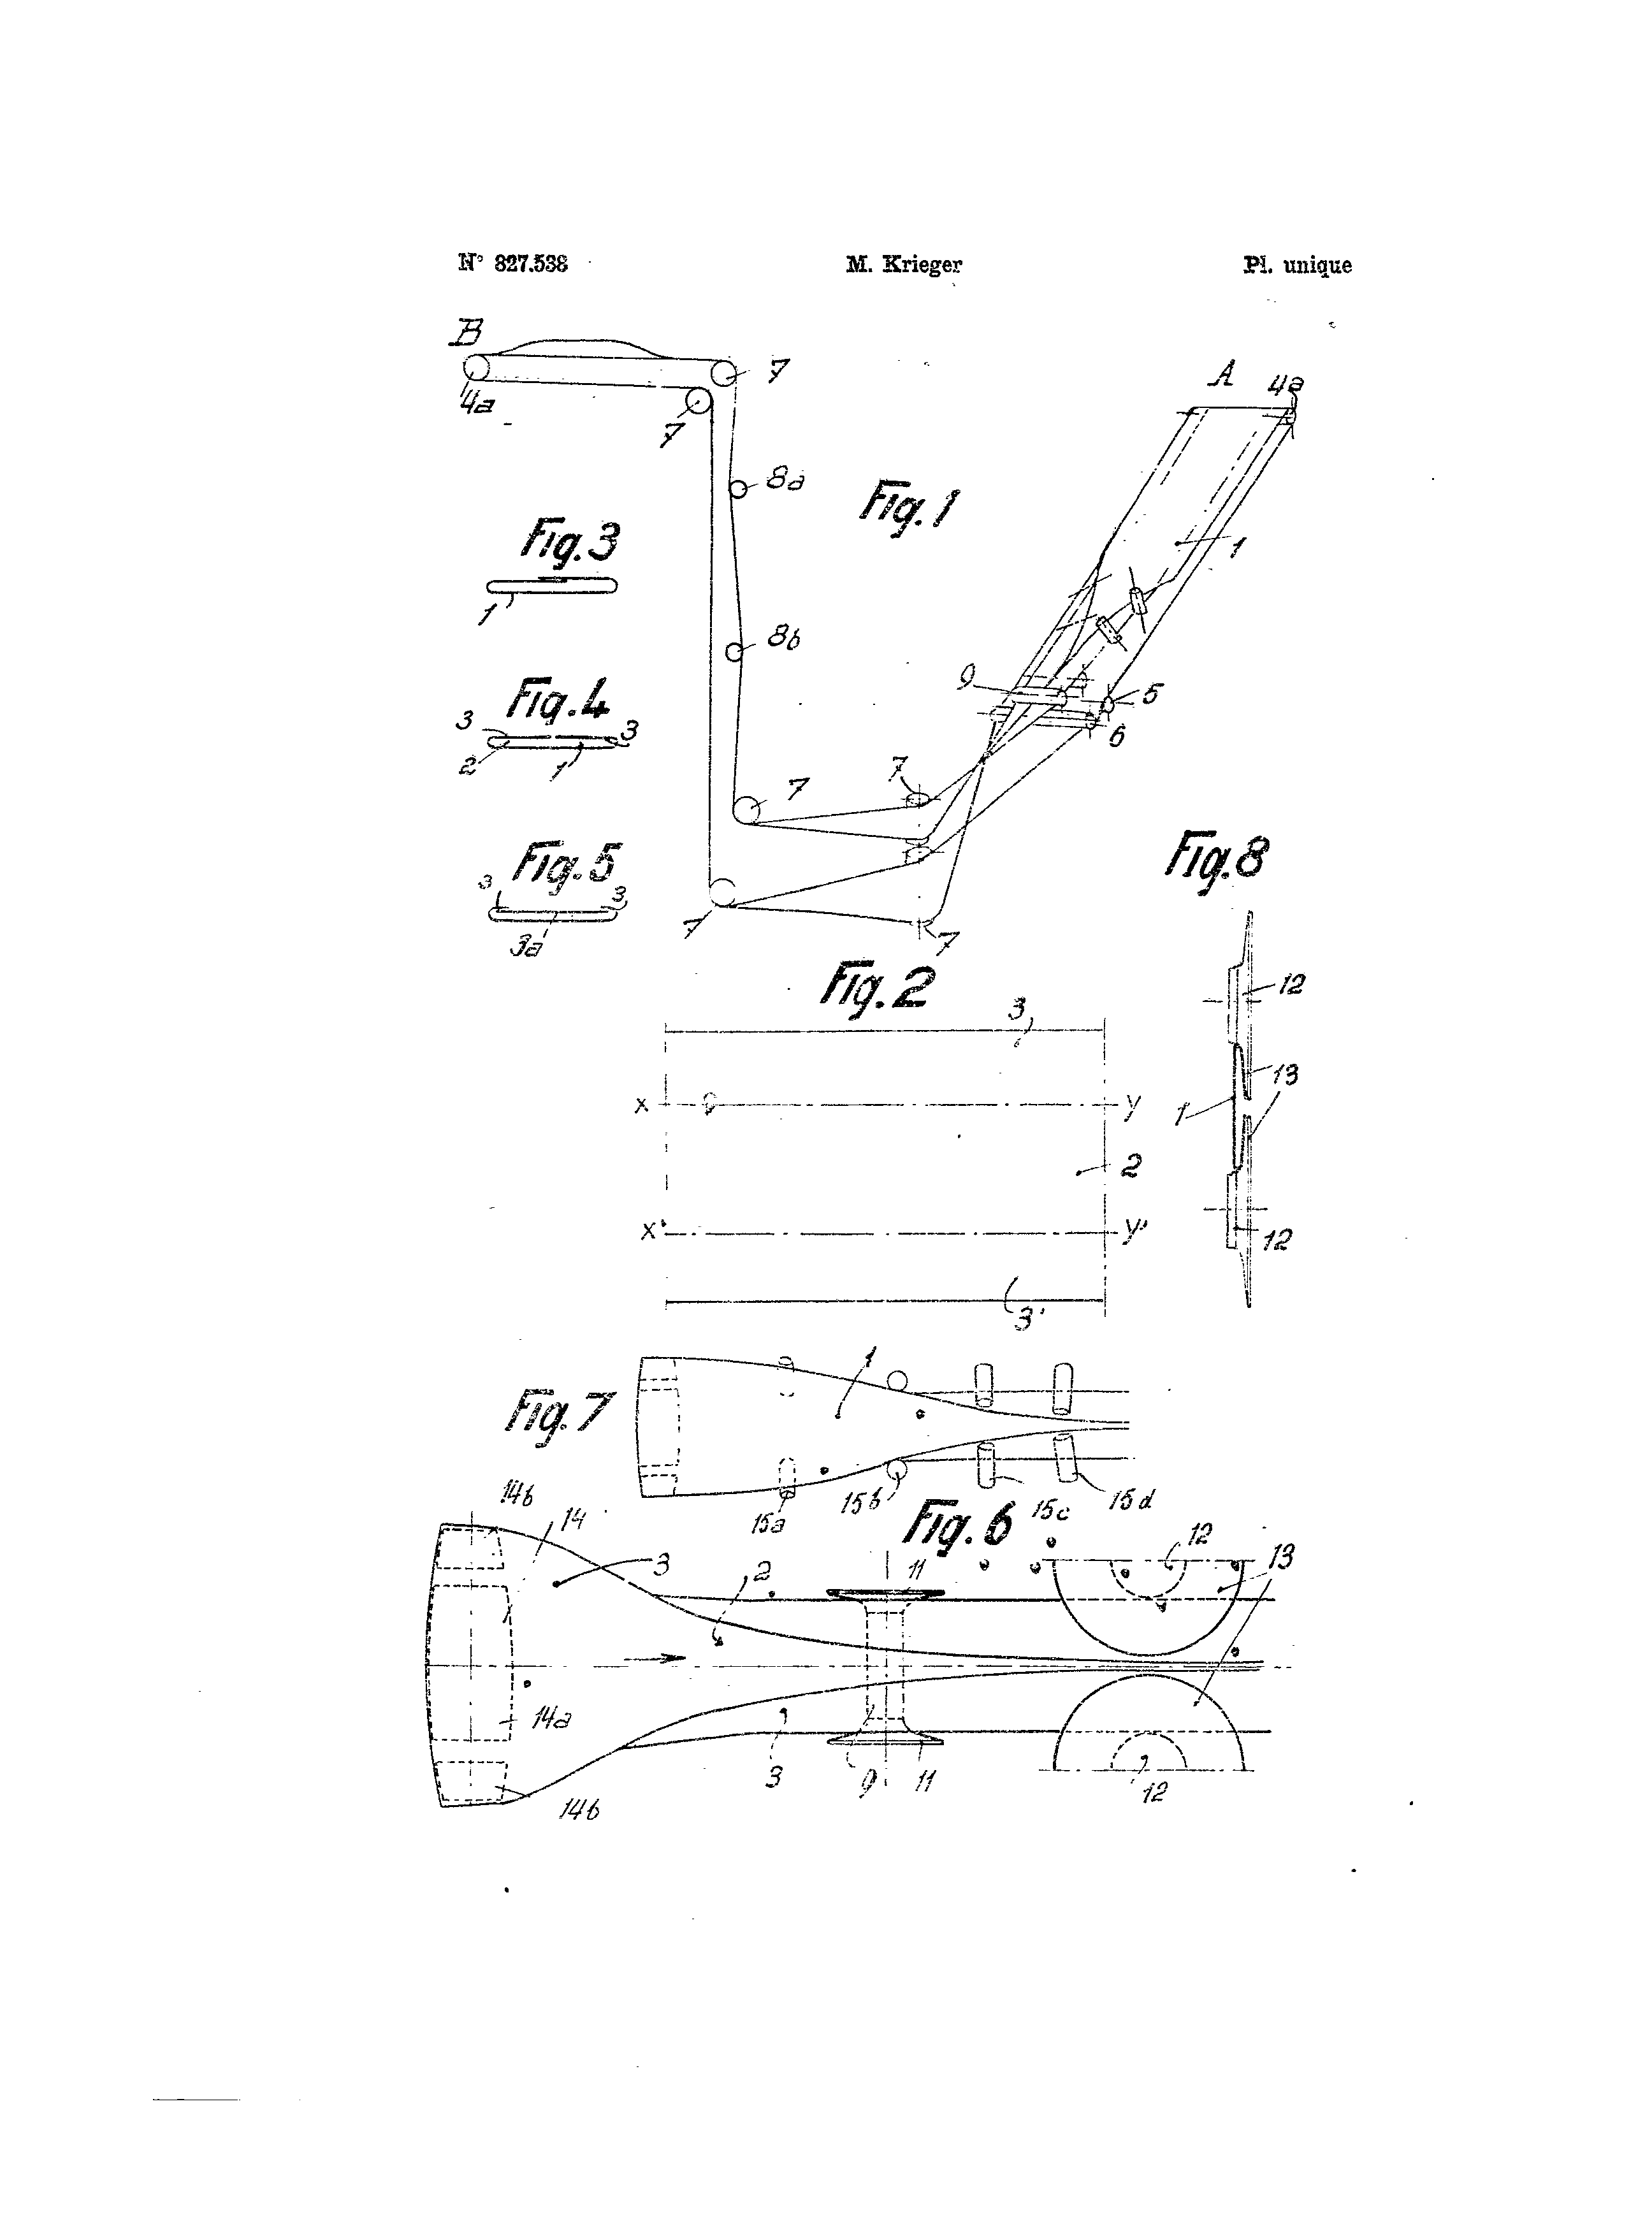 N° 827.538 M. Krieger Pl. unique
B
A
4a
7
4a
7
8a
Fig.1
Fig.3
1
1
8b
Fig.4
3
3
2
1
9
5
6
7
7
Fig.5
3
3
3a
7
7
Fig.8
Fig.2
3
12
13
x
y
1
2
x'
y'
12
3'
1
Fig.7
15a
15b
15c
15d
14b
14
Fig.6
3
2
11
12
13
14a
3
9
11
12
14b